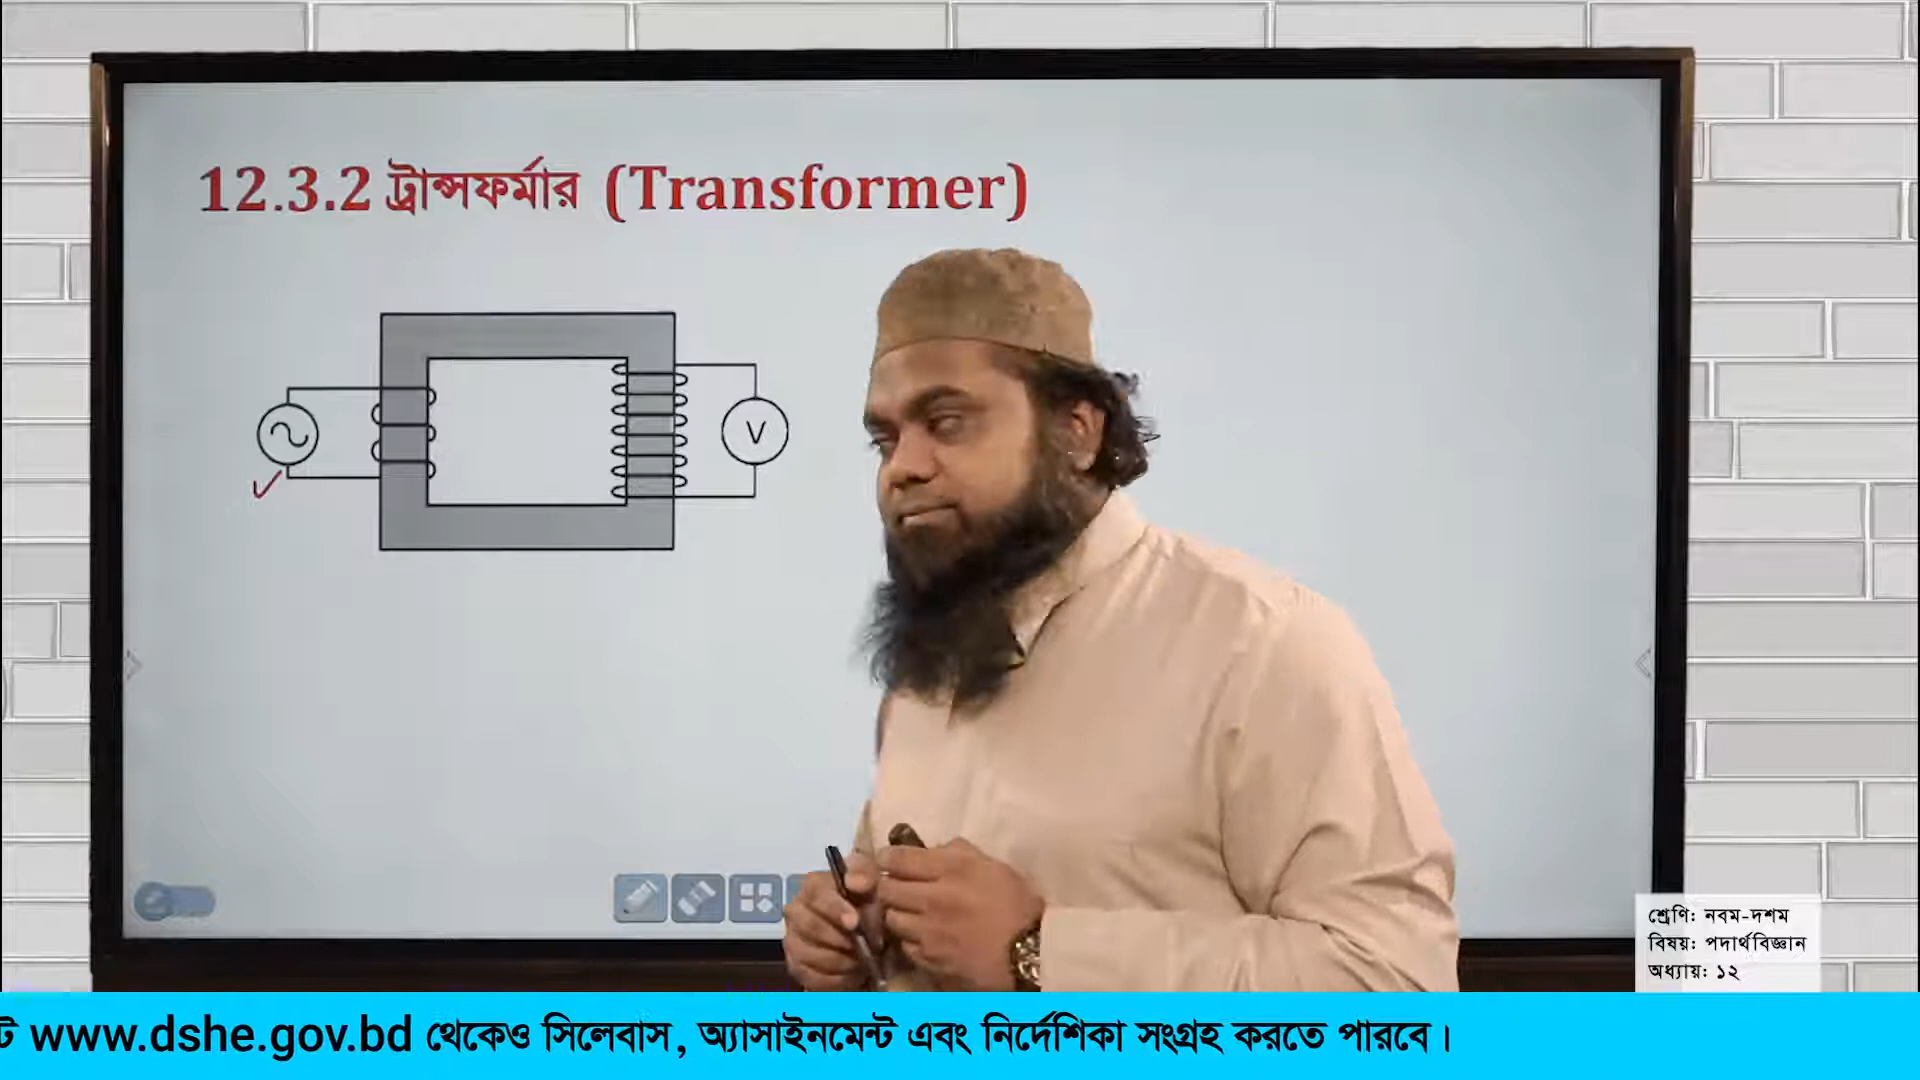 12.3.2 ট্রান্সফর্মার (Transformer)
V
শ্রেণি: নবম-দশম
বিষয়: পদার্থবিজ্ঞান
অধ্যায়: ১২
www.dshe.gov.bd থেকেও সিলেবাস, অ্যাসাইনমেন্ট এবং নির্দেশিকা সংগ্রহ করতে পারবে।